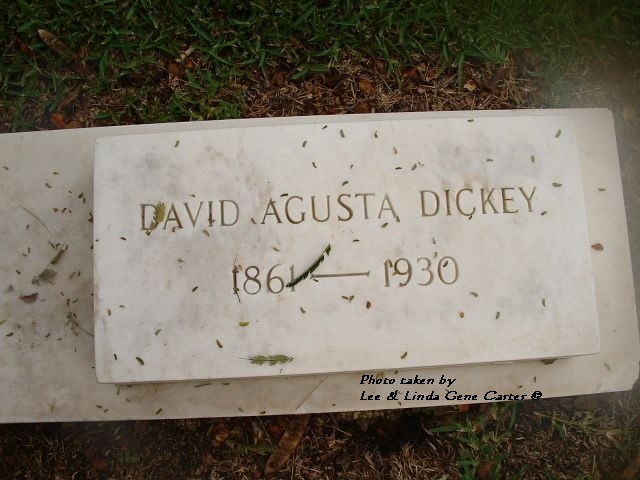 DAVID AGUSTA DICKEY
1861 — 1930
Photo taken by
Lee & Linda Gene Carter ©